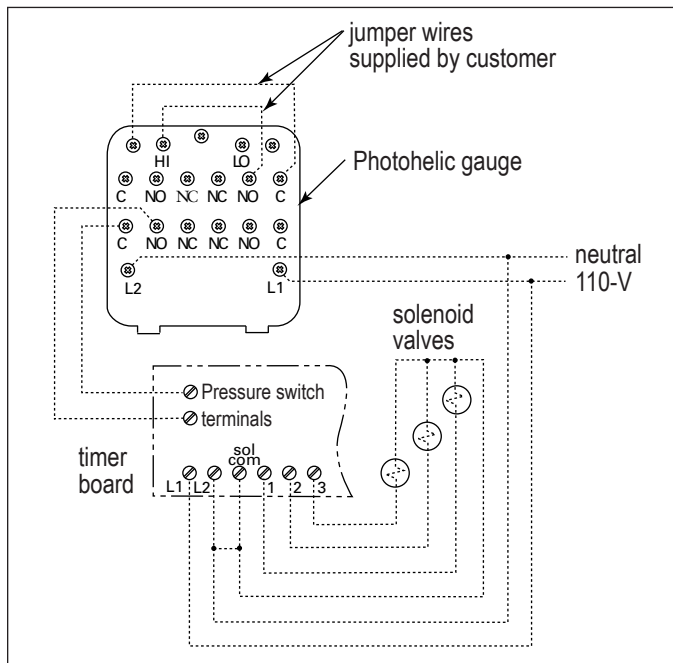 jumper wires
supplied by customer
HI LO
C NO NC NC NO C
Photohelic gauge
C NO NC NC NO C
L2 L1
neutral
110-V
solenoid
valves
Pressure switch
terminals
timer
board
sol
com
L1 L2 1 2 3